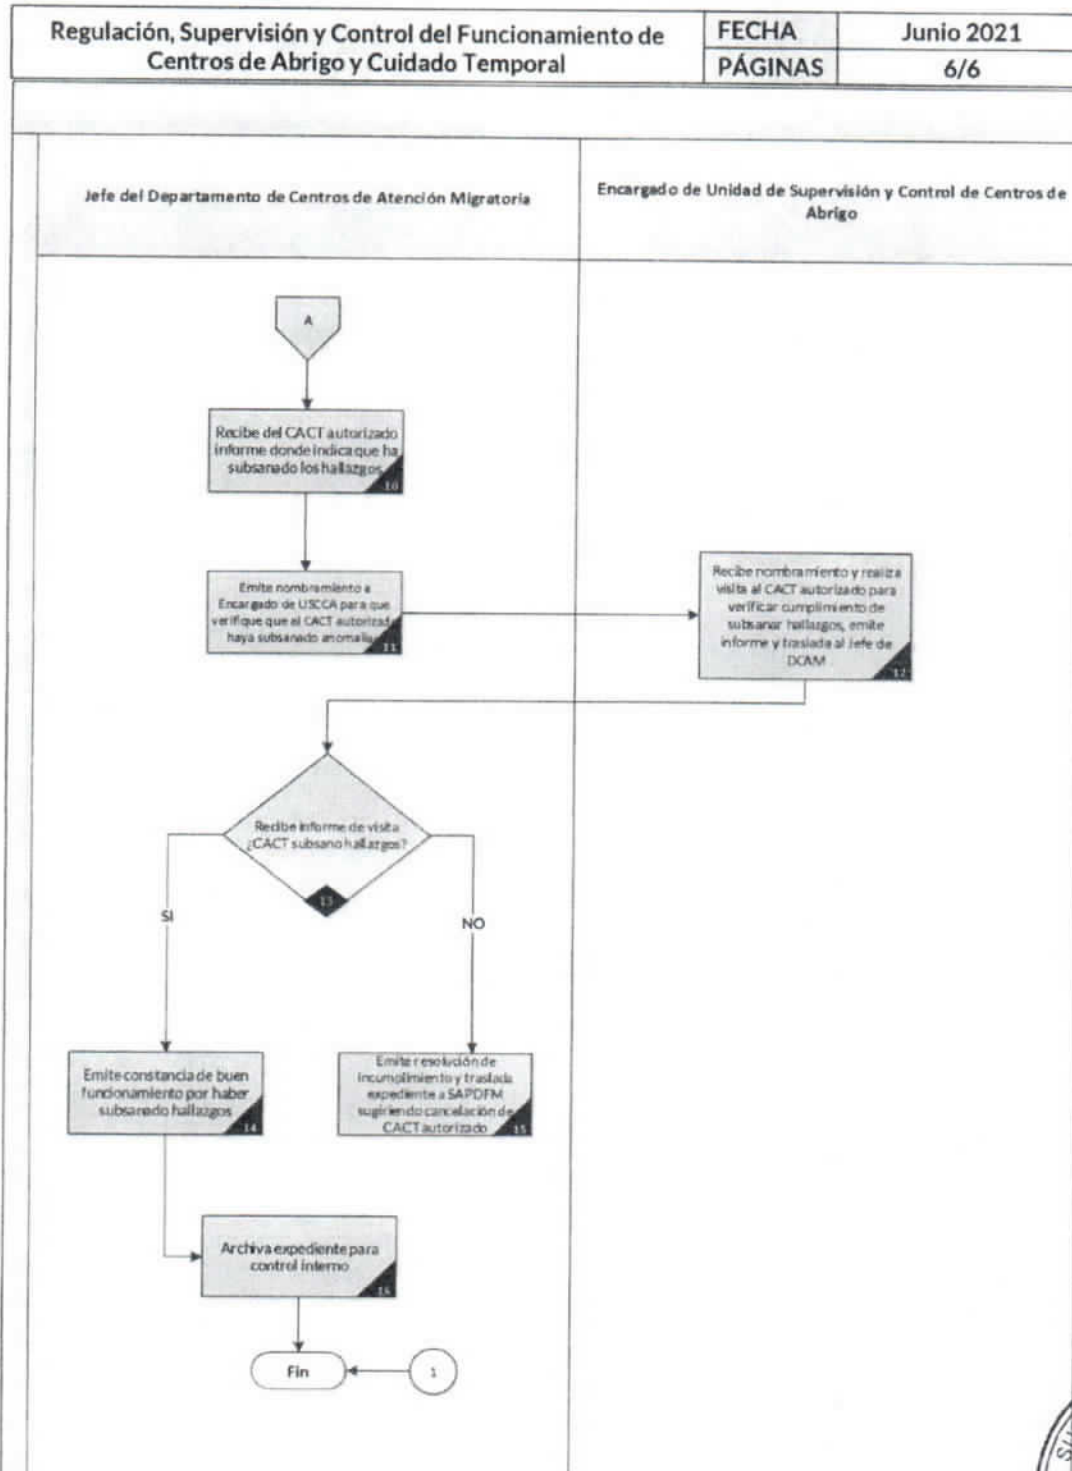 Regulación, Supervisión y Control del Funcionamiento de
Centros de Abrigo y Cuidado Temporal
FECHA
Junio 2021
PÁGINAS
6/6
Jefe del Departamento de Centros de Atención Migratoria
Encargado de Unidad de Supervisión y Control de Centros de
Abrigo
A
Recibe del CACT autorizado
informe donde indica que ha
subsanado los hallazgos
10
Emite nombramiento a
Encargado de USCCA para que
verifique que el CACT autorizado
haya subsanado anomalías
11
Recibe nombramiento y realiza
visita al CACT autorizado para
verificar cumplimiento de
subsanar hallazgos, emite
informe y traslada al Jefe de
DCAM
12
Recibe informe de visita
¿CACT subsano hallazgos?
13
SI
NO
Emite constancia de buen
funcionamiento por haber
subsanado hallazgos
14
Emite resolución de
incumplimiento y traslada
expediente a SAPDFM
sugiriendo cancelación de
CACT autorizado
15
Archiva expediente para
control interno
16
Fin
1